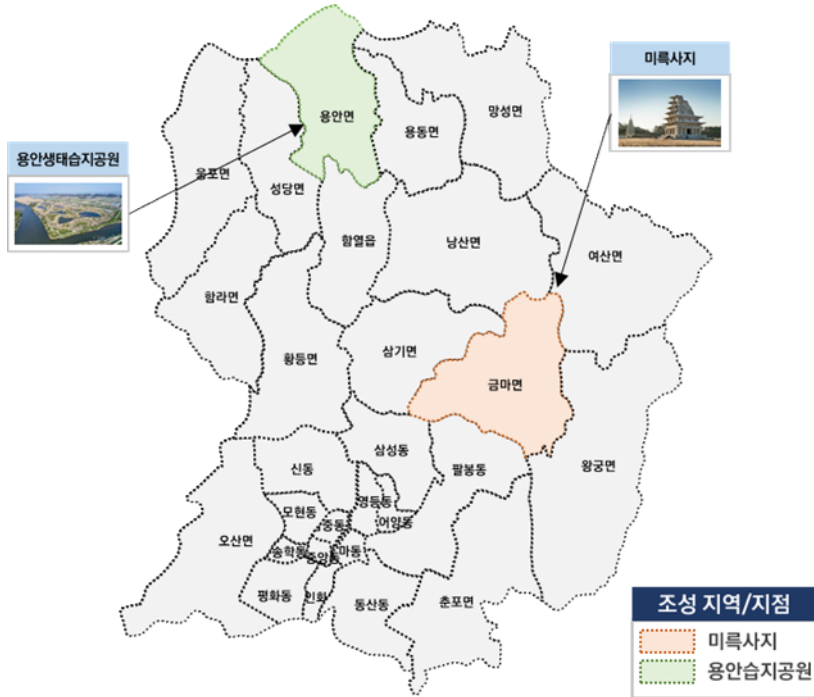 미륵사지
용안면
망성면
용동면
용안생태습지공원
웅포면
성당면
함열읍
낭산면
여산면
함라면
삼기면
황등면
금마면
삼성동
팔봉동
왕궁면
신동
영등동
모현동
어양동
중동
오산면
송학동
중앙동
마동
평화동
인화
동산동
춘포면
조성 지역/지점
미륵사지
용안습지공원